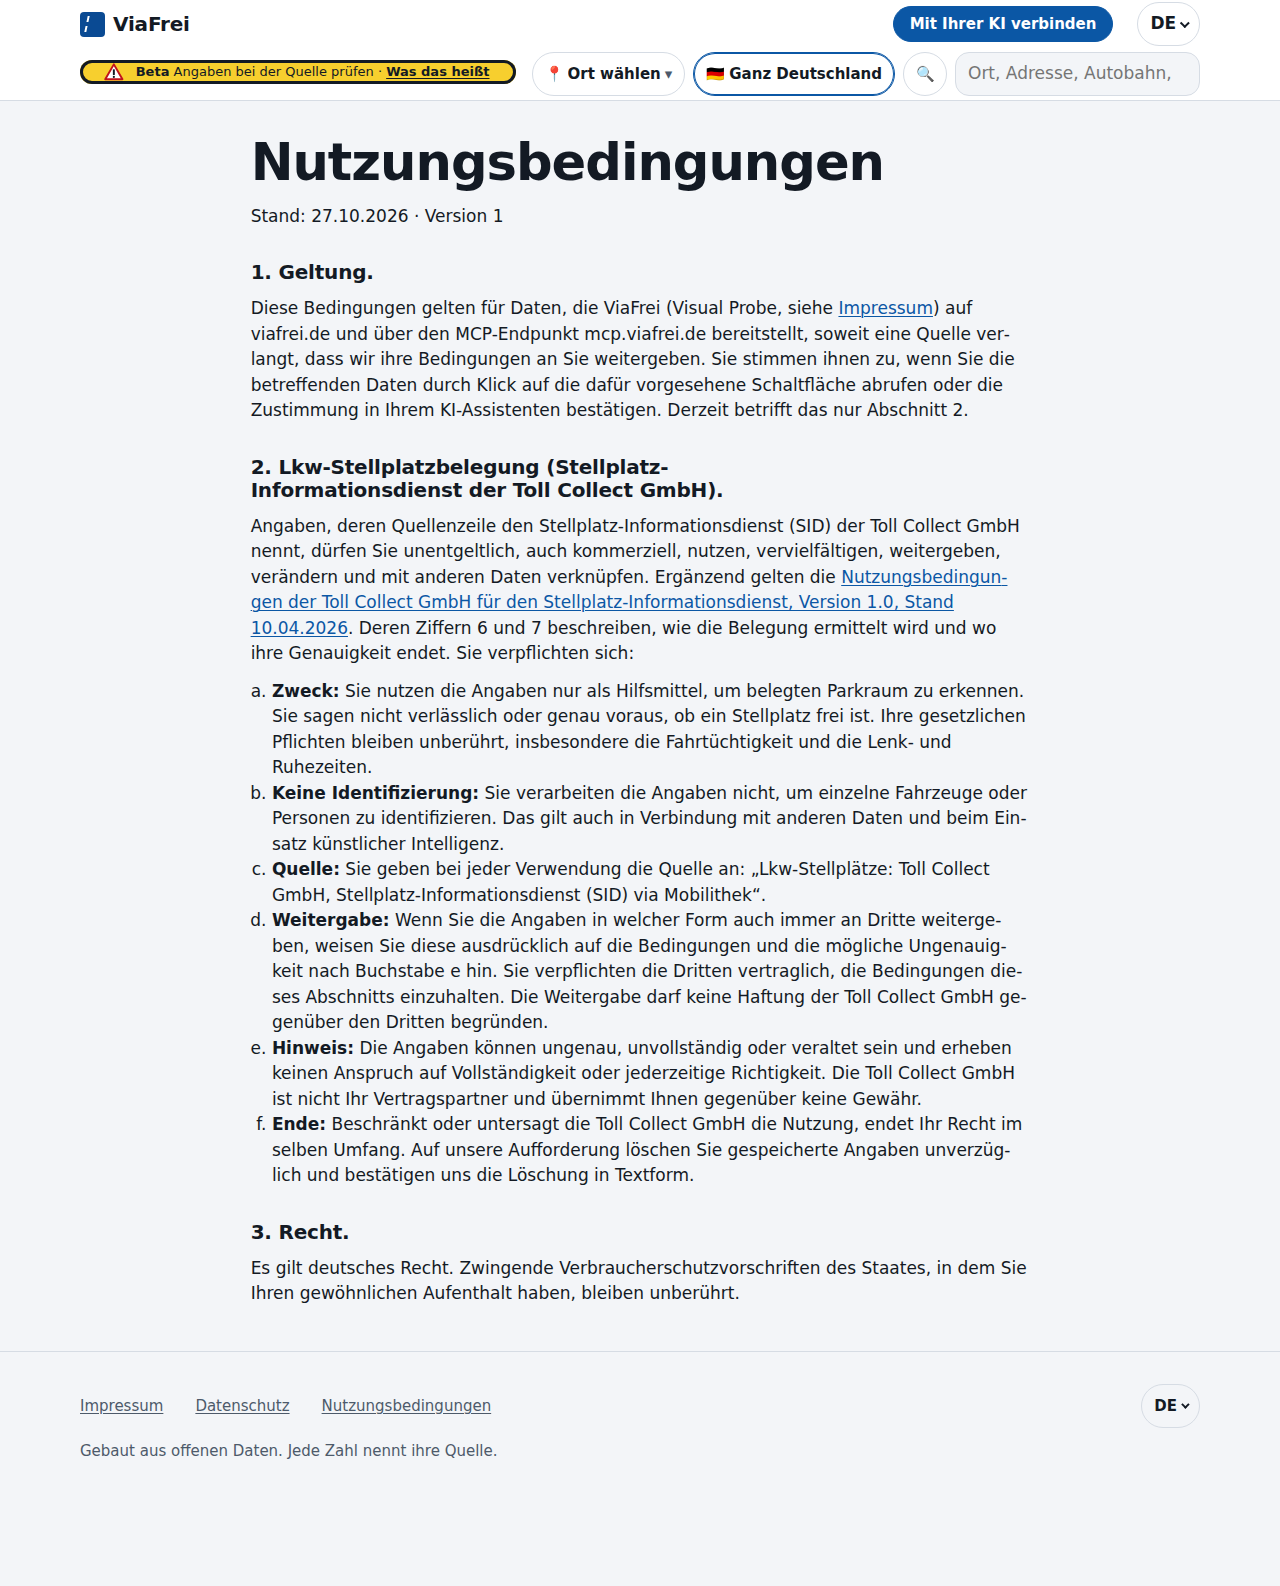 ViaFrei
Mit Ihrer KI verbinden
DE
Beta Angaben bei der Quelle prüfen · Was das heißt
Ort wählen
Ganz Deutschland
Ort, Adresse, Autobahn,
Nutzungsbedingungen
Stand: 27.10.2026 · Version 1
1. Geltung.
Diese Bedingungen gelten für Daten, die ViaFrei (Visual Probe, siehe Impressum) auf
viafrei.de und über den MCP-Endpunkt mcp.viafrei.de bereitstellt, soweit eine Quelle ver-
langt, dass wir ihre Bedingungen an Sie weitergeben. Sie stimmen ihnen zu, wenn Sie die
betreffenden Daten durch Klick auf die dafür vorgesehene Schaltfläche abrufen oder die
Zustimmung in Ihrem KI-Assistenten bestätigen. Derzeit betrifft das nur Abschnitt 2.
2. Lkw-Stellplatzbelegung (Stellplatz-
Informationsdienst der Toll Collect GmbH).
Angaben, deren Quellenzeile den Stellplatz-Informationsdienst (SID) der Toll Collect GmbH
nennt, dürfen Sie unentgeltlich, auch kommerziell, nutzen, vervielfältigen, weitergeben,
verändern und mit anderen Daten verknüpfen. Ergänzend gelten die Nutzungsbedingun-
gen der Toll Collect GmbH für den Stellplatz-Informationsdienst, Version 1.0, Stand
10.04.2026. Deren Ziffern 6 und 7 beschreiben, wie die Belegung ermittelt wird und wo
ihre Genauigkeit endet. Sie verpflichten sich:
a. Zweck: Sie nutzen die Angaben nur als Hilfsmittel, um belegten Parkraum zu erkennen.
Sie sagen nicht verlässlich oder genau voraus, ob ein Stellplatz frei ist. Ihre gesetzlichen
Pflichten bleiben unberührt, insbesondere die Fahrtüchtigkeit und die Lenk- und
Ruhezeiten.
b. Keine Identifizierung: Sie verarbeiten die Angaben nicht, um einzelne Fahrzeuge oder
Personen zu identifizieren. Das gilt auch in Verbindung mit anderen Daten und beim Ein-
satz künstlicher Intelligenz.
c. Quelle: Sie geben bei jeder Verwendung die Quelle an: „Lkw-Stellplätze: Toll Collect
GmbH, Stellplatz-Informationsdienst (SID) via Mobilithek“.
d. Weitergabe: Wenn Sie die Angaben in welcher Form auch immer an Dritte weiterge-
ben, weisen Sie diese ausdrücklich auf die Bedingungen und die mögliche Ungenauig-
keit nach Buchstabe e hin. Sie verpflichten die Dritten vertraglich, die Bedingungen die-
ses Abschnitts einzuhalten. Die Weitergabe darf keine Haftung der Toll Collect GmbH ge-
genüber den Dritten begründen.
e. Hinweis: Die Angaben können ungenau, unvollständig oder veraltet sein und erheben
keinen Anspruch auf Vollständigkeit oder jederzeitige Richtigkeit. Die Toll Collect GmbH
ist nicht Ihr Vertragspartner und übernimmt Ihnen gegenüber keine Gewähr.
f. Ende: Beschränkt oder untersagt die Toll Collect GmbH die Nutzung, endet Ihr Recht im
selben Umfang. Auf unsere Aufforderung löschen Sie gespeicherte Angaben unverzüg-
lich und bestätigen uns die Löschung in Textform.
3. Recht.
Es gilt deutsches Recht. Zwingende Verbraucherschutzvorschriften des Staates, in dem Sie
Ihren gewöhnlichen Aufenthalt haben, bleiben unberührt.
Impressum
Datenschutz
Nutzungsbedingungen
DE
Gebaut aus offenen Daten. Jede Zahl nennt ihre Quelle.